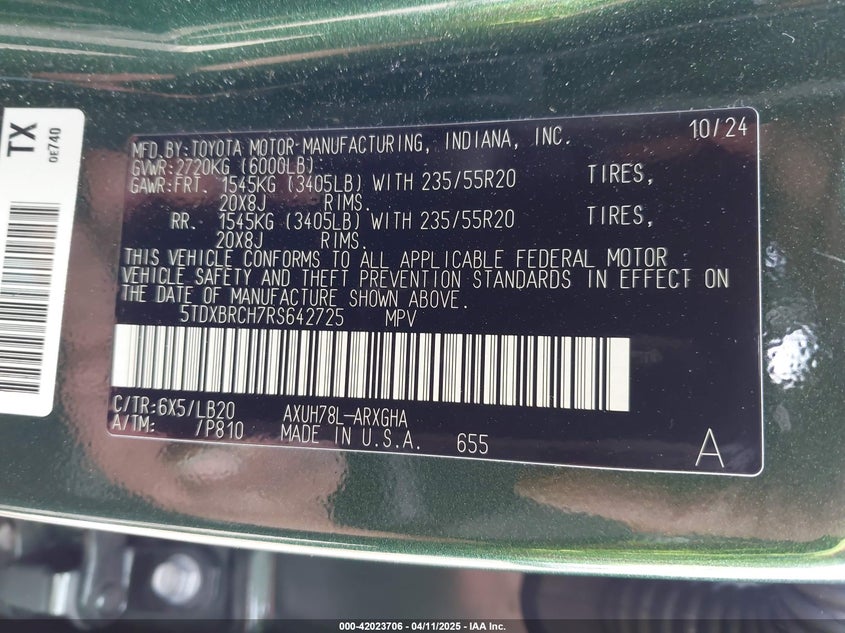 TX
0E740
MFD.BY:TOYOTA MOTOR-MANUFACTURING, INDIANA, INC. 10/24
GVWR:2720KG (6000LB)
GAWR:FRT. 1545KG (3405LB) WITH 235/55R20 TIRES,
20X8J RIMS.
RR. 1545KG (3405LB) WITH 235/55R20 TIRES,
20X8J RIMS.
THIS VEHICLE CONFORMS TO ALL APPLICABLE FEDERAL MOTOR
VEHICLE SAFETY AND THEFT PREVENTION STANDARDS IN EFFECT ON
THE DATE OF MANUFACTURE SHOWN ABOVE.
5TDXBRCH7RS642725 MPV
C/TR:6X5/LB20 AXUH78L-ARXGHA
A/TM: /P810 MADE IN U.S.A. 655
A
000-42023706 - 04/11/2025 - IAA Inc.